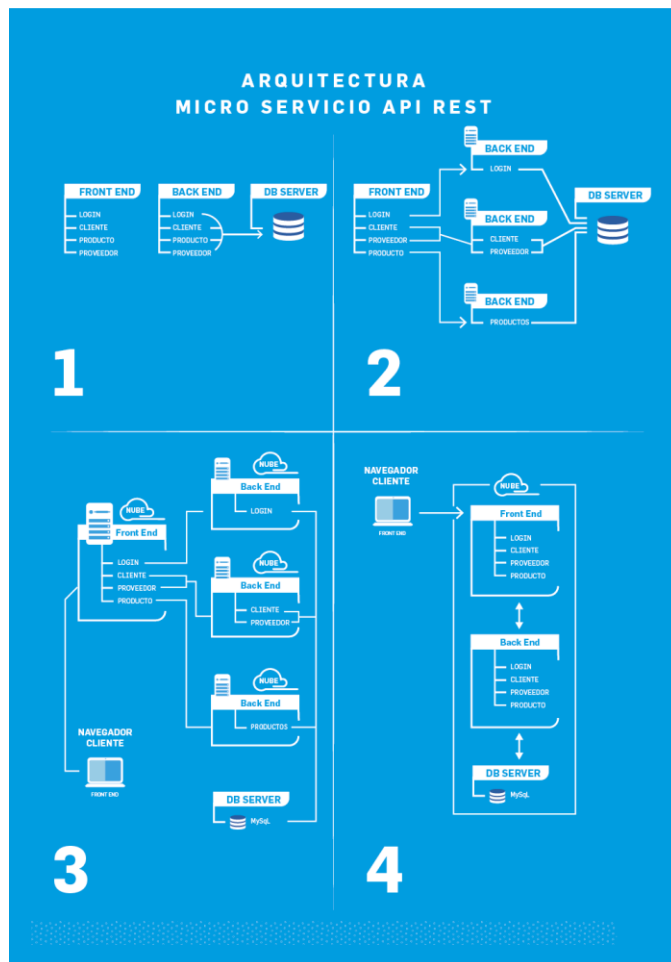 ARQUITECTURA
MICRO SERVICIO API REST
FRONT END
LOGIN
CLIENTE
PRODUCTO
PROVEEDOR
BACK END
LOGIN
CLIENTE
PRODUCTO
PROVEEDOR
DB SERVER
1
FRONT END
LOGIN
CLIENTE
PROVEEDOR
PRODUCTO
BACK END
LOGIN
BACK END
CLIENTE
PROVEEDOR
BACK END
PRODUCTOS
DB SERVER
2
NUBE
Front End
LOGIN
CLIENTE
PROVEEDOR
PRODUCTO
NAVEGADOR
CLIENTE
FRONT END
NUBE
Back End
LOGIN
NUBE
Back End
CLIENTE
PROVEEDOR
NUBE
Back End
PRODUCTOS
DB SERVER
MySqL
3
NAVEGADOR
CLIENTE
FRONT END
NUBE
Front End
LOGIN
CLIENTE
PROVEEDOR
PRODUCTO
Back End
LOGIN
CLIENTE
PROVEEDOR
PRODUCTO
DB SERVER
MySqL
4